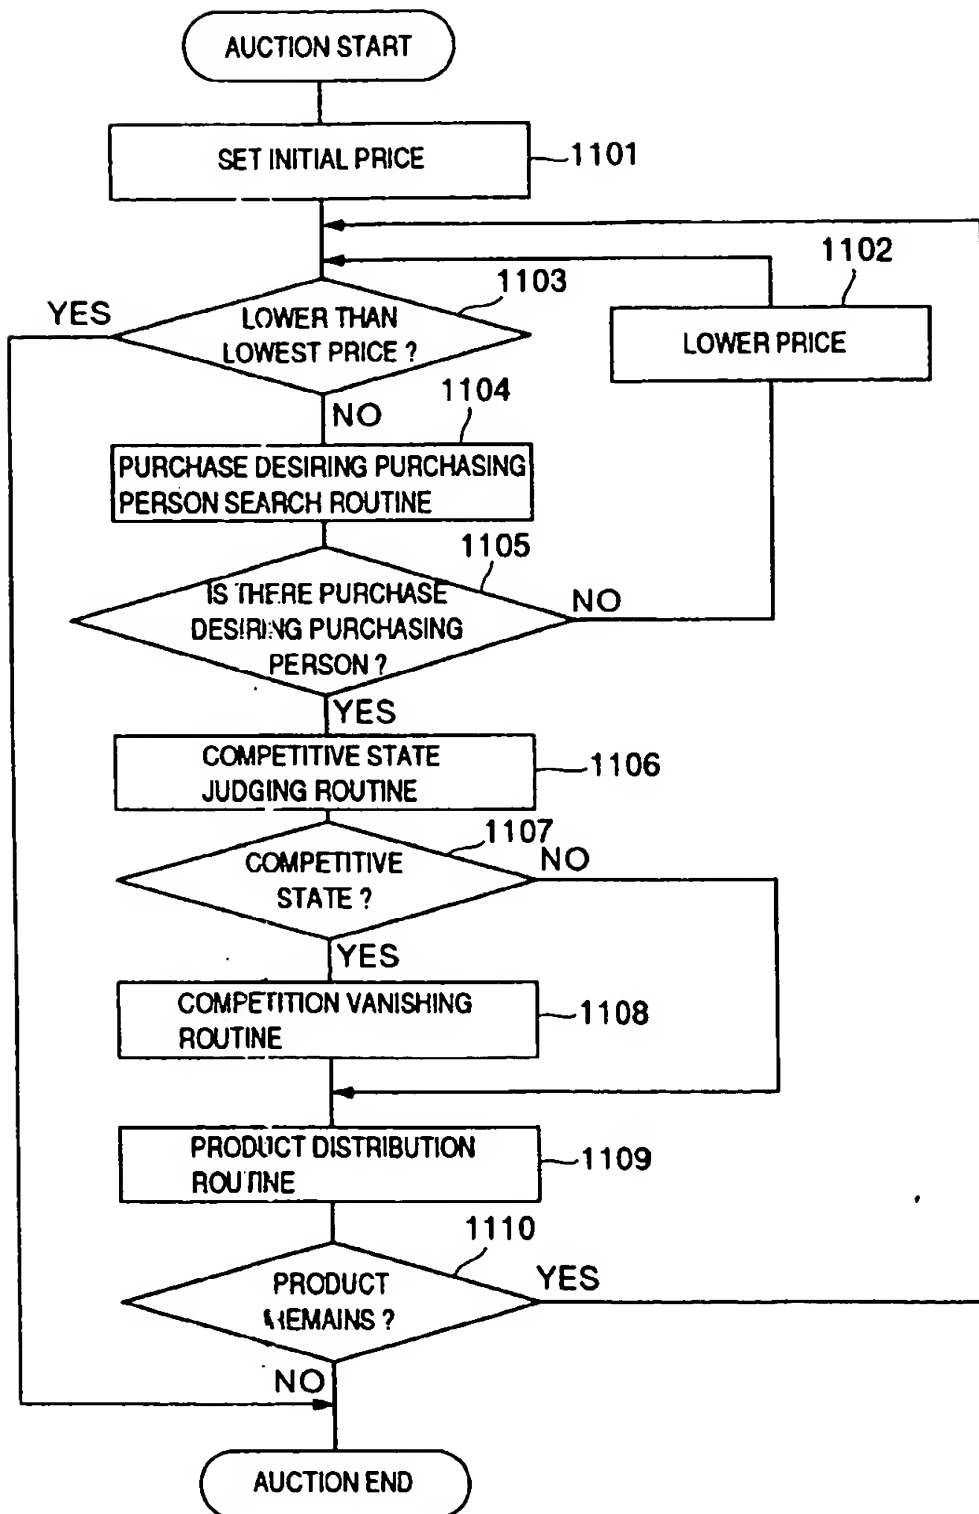 AUCTION START
SET INITIAL PRICE
1101
1102
1103
YES
LOWER THAN
LOWEST PRICE ?
LOWER PRICE
NO
1104
PURCHASE DESIRING PURCHASING
PERSON SEARCH ROUTINE
1105
IS THERE PURCHASE
DESIRING PURCHASING
PERSON ?
NO
YES
COMPETITIVE STATE
JUDGING ROUTINE
1106
1107
COMPETITIVE
STATE ?
NO
YES
COMPETITION VANISHING
ROUTINE
1108
PRODUCT DISTRIBUTION
ROUTINE
1109
1110
PRODUCT
REMAINS ?
YES
NO
AUCTION END